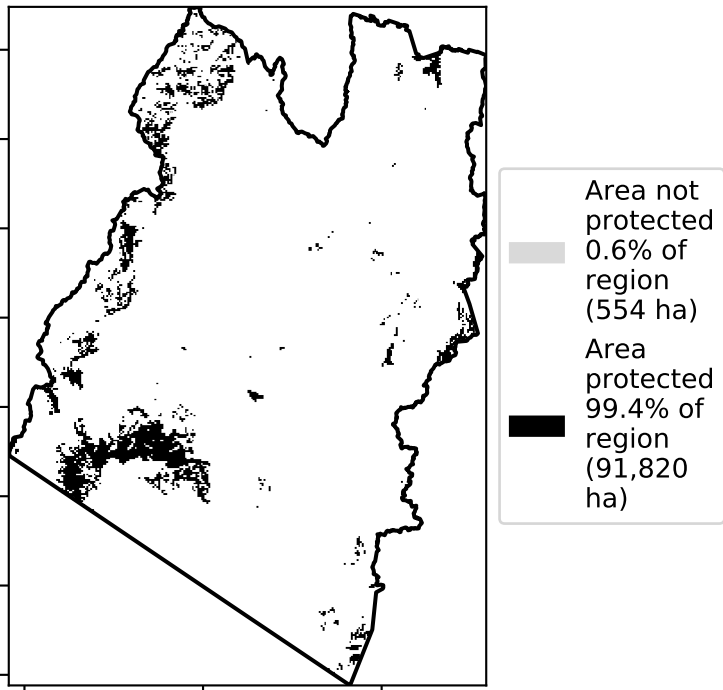 Area not
protected
0.6% of
region
(554 ha)
Area
protected
99.4% of
region
(91,820
ha)